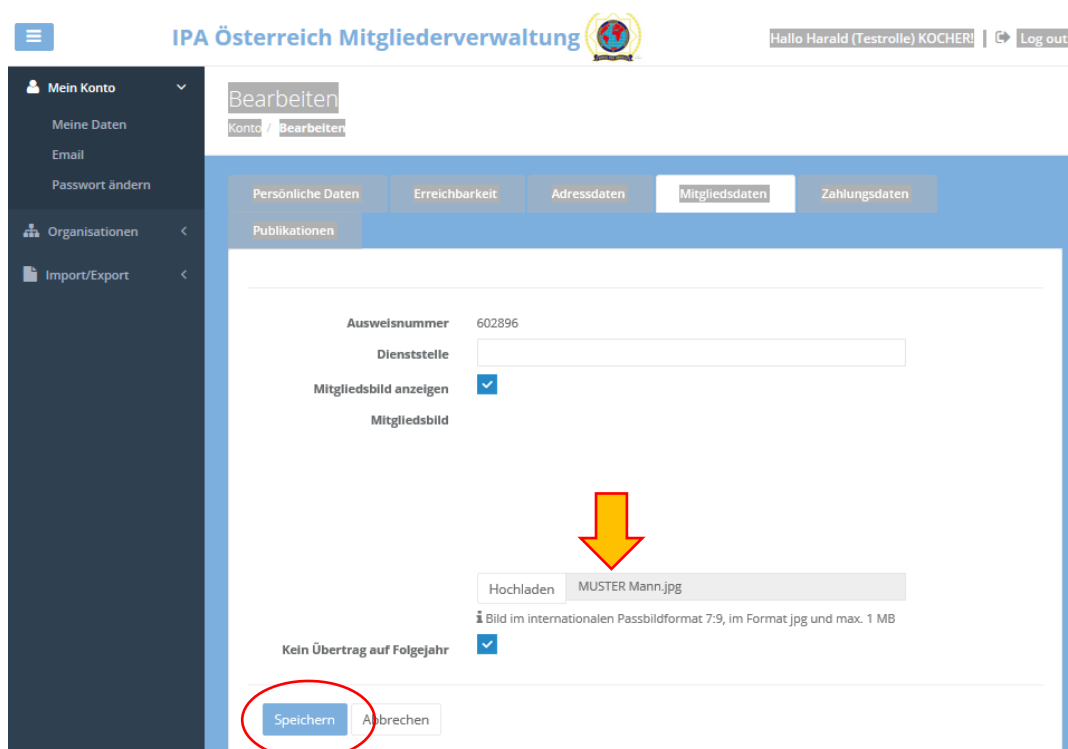 IPA Österreich Mitgliederverwaltung
Hallo Harald (Testrolle) KOCHER! | Log out
Mein Konto
Meine Daten
Email
Passwort ändern
Organisationen
Import/Export
Bearbeiten
Konto / Bearbeiten
Persönliche Daten Erreichbarkeit Adressdaten Mitgliedsdaten Zahlungsdaten
Publikationen
Ausweisnummer 602896
Dienststelle
Mitgliedsbild anzeigen
Mitgliedsbild
Hochladen MUSTER Mann.jpg
Bild im internationalen Passbildformat 7:9, im Format jpg und max. 1 MB
Kein Übertrag auf Folgejahr
Speichern Abbrechen